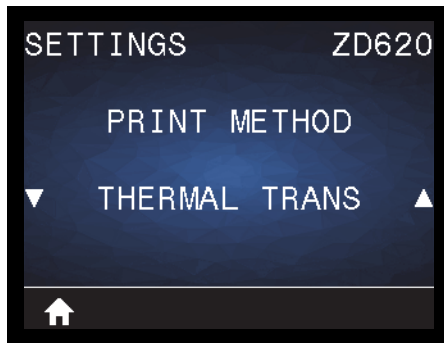 SETTINGS ZD620
PRINT METHOD
▼ THERMAL TRANS ▲